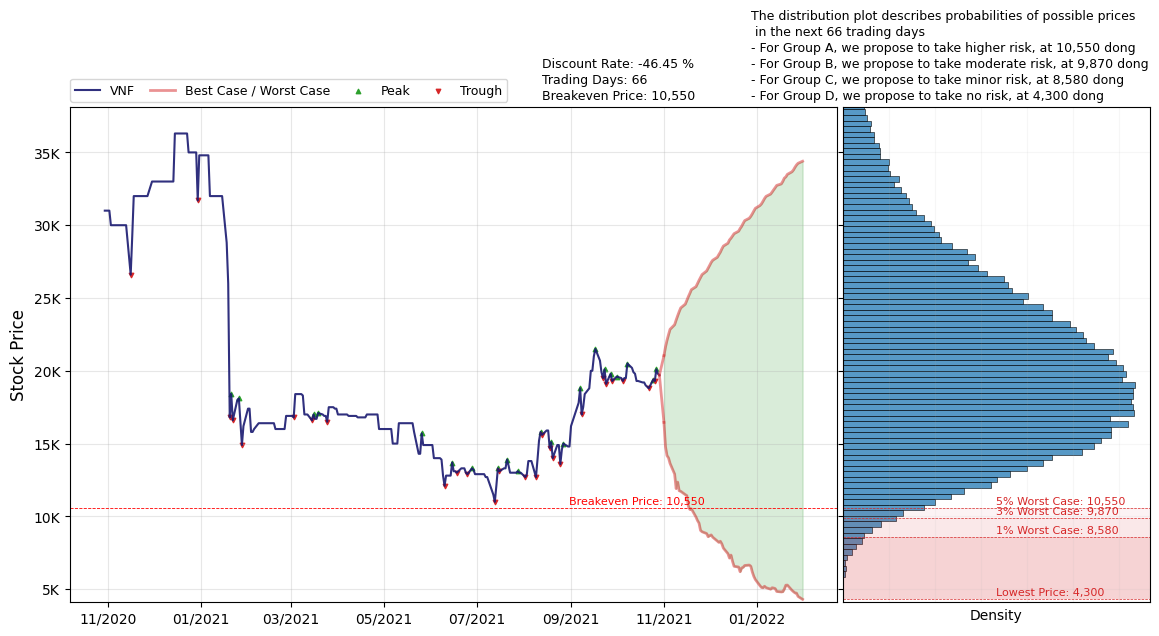 The distribution plot describes probabilities of possible prices
in the next 66 trading days
- For Group A, we propose to take higher risk, at 10,550 dong
- For Group B, we propose to take moderate risk, at 9,870 dong
- For Group C, we propose to take minor risk, at 8,580 dong
- For Group D, we propose to take no risk, at 4,300 dong
Discount Rate: -46.45 %
Trading Days: 66
Breakeven Price: 10,550
VNF
Best Case / Worst Case
Peak
Trough
Stock Price
35K
30K
25K
20K
15K
10K
5K
Breakeven Price: 10,550
5% Worst Case: 10,550
3% Worst Case: 9,870
1% Worst Case: 8,580
Lowest Price: 4,300
11/2020
01/2021
03/2021
05/2021
07/2021
09/2021
11/2021
01/2022
Density